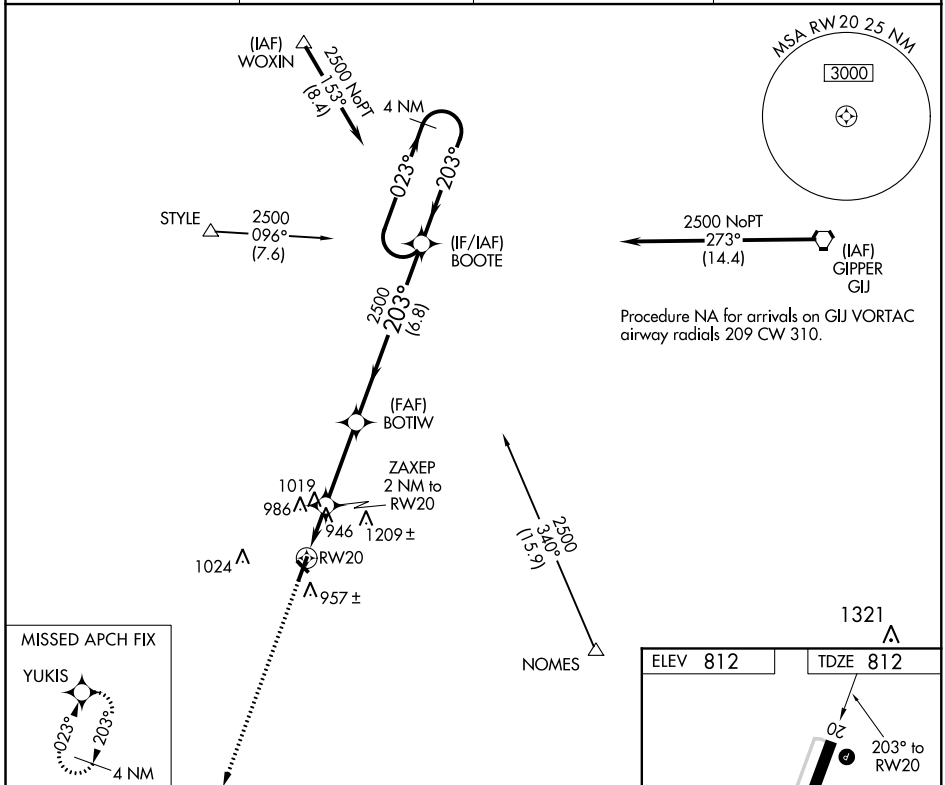 (IAF)
WOXIN
2500 NoPT
153°
(8.4)
4 NM
023°
203°
MSA RW20 25 NM
3000
STYLE
2500
096°
(7.6)
(IF/IAF)
BOOTE
2500 NoPT
273°
(14.4)
(IAF)
GIPPER
GIJ
Procedure NA for arrivals on GIJ VORTAC
airway radials 209 CW 310.
2500
203°
(6.8)
(FAF)
BOTIW
ZAXEP
2 NM to
RW20
1019
986
946
1209 ±
1024
RW20
957 ±
2500
340°
(15.9)
NOMES
1321
MISSED APCH FIX
YUKIS
023°
203°
4 NM
ELEV 812
TDZE 812
20
P
203° to
RW20